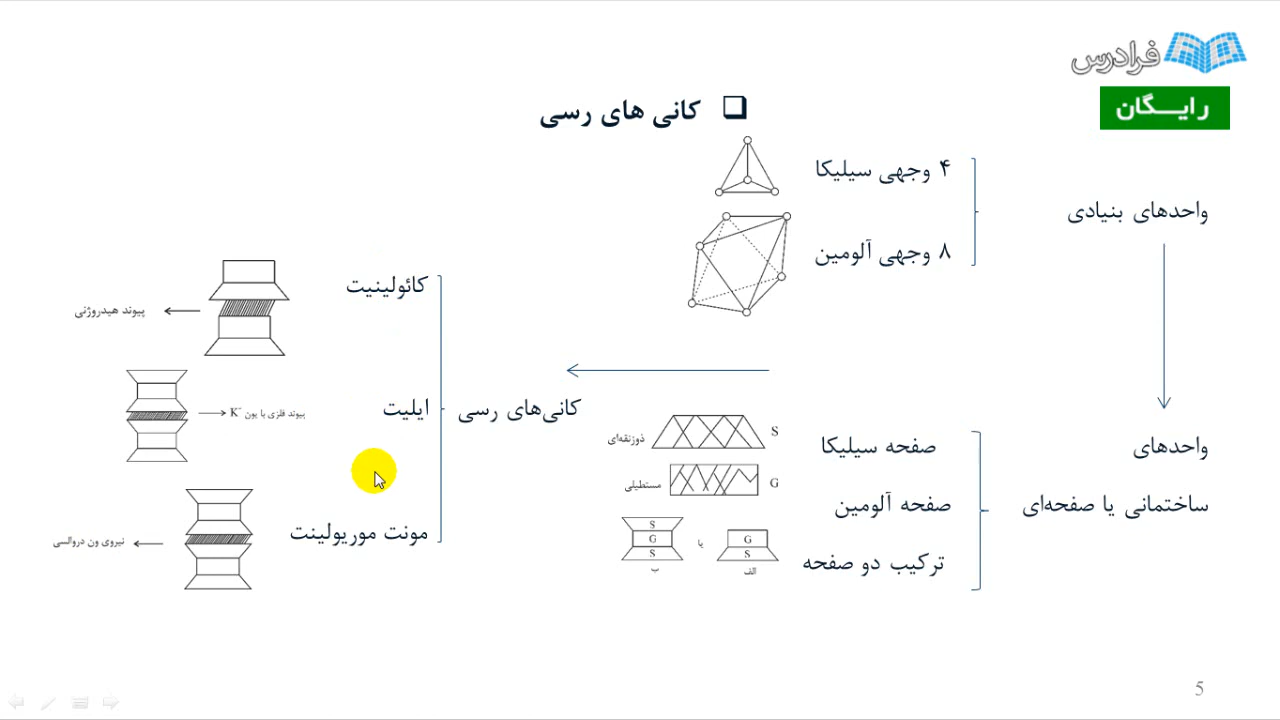 فرادرس
رایـــگان
❑ کانی های رسی
واحدهای بنیادی
۴ وجهی سیلیکا
۸ وجهی آلومین
واحدهای
ساختمانی یا صفحه‌ای
صفحه سیلیکا
S
ذوزنقه‌ای
صفحه آلومین
G
مستطیلی
ترکیب دو صفحه
G
S
الف
یا
S
G
S
ب
کانی‌های رسی
کائولینیت
پیوند هیدروژنی
ایلیت
پیوند فلزی با یون K⁻
مونت موریولینت
نیروی ون دروالسی
5